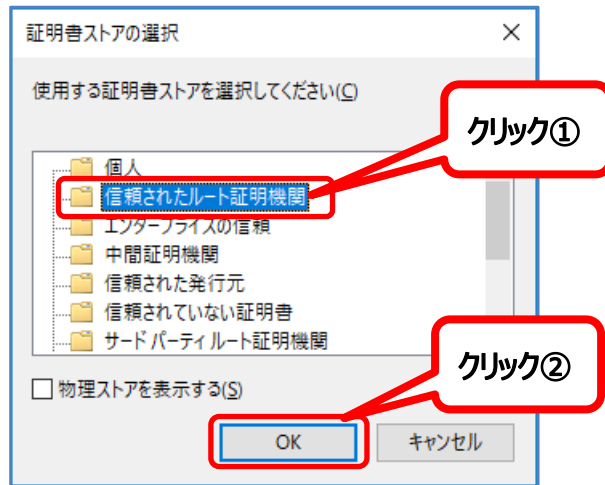 証明書ストアの選択
使用する証明書ストアを選択してください(C)
クリック①
個人
信頼されたルート証明機関
エンタープライズの信頼
中間証明機関
信頼された発行元
信頼されていない証明書
サード パーティ ルート証明機関
クリック②
物理ストアを表示する(S)
OK
キャンセル